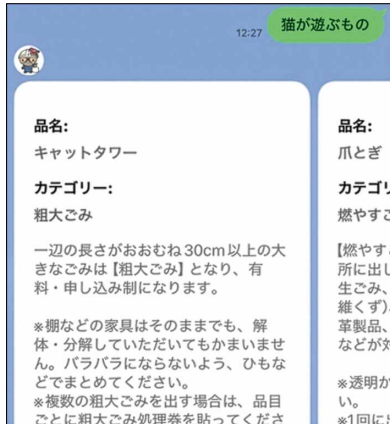 猫が遊ぶもの
12:27
品名:
キャットタワー
カテゴリー:
粗大ごみ
一辺の長さがおおむね30cm以上の大
きなごみは【粗大ごみ】となり、有
料・申し込み制になります。
※棚などの家具はそのままでも、解
体・分解していただいてもかまいませ
ん。バラバラにならないよう、ひもな
どでまとめてください。
※複数の粗大ごみを出す場合は、品目
ごとに粗大ごみ処理券を貼ってくださ
品名:
爪とぎ
カテゴリ
燃やすご
【燃やすご
所に出し
生ごみ、
維くず）
革製品、
などが対
※透明か
い。
※1回に出